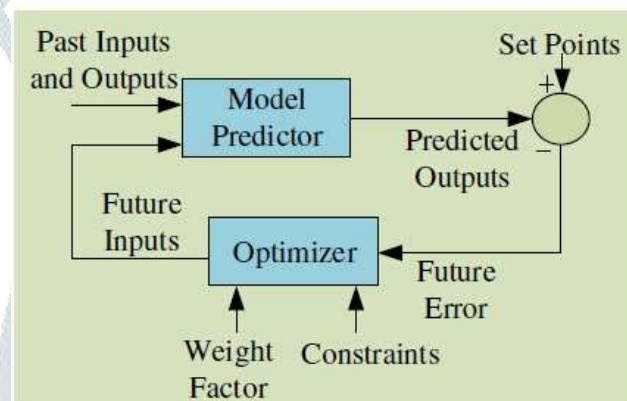 Past Inputs
and Outputs
Set Points
+
Model
Predictor
−
Predicted
Outputs
Future
Inputs
Optimizer
Future
Error
Weight
Factor
Constraints